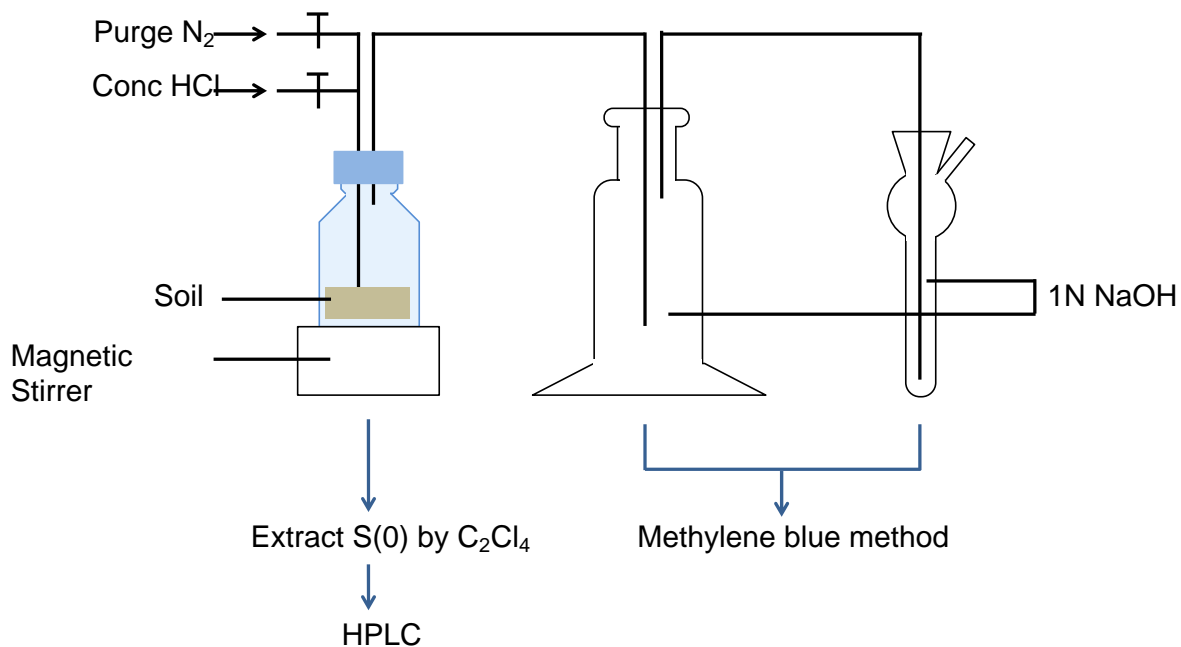 Purge N₂
Conc HCl
Soil
1N NaOH
Magnetic
Stirrer
Extract S(0) by C₂Cl₄
Methylene blue method
HPLC